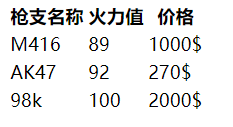 枪支名称 火力值 价格
M416 89 1000$
AK47 92 270$
98k 100 2000$